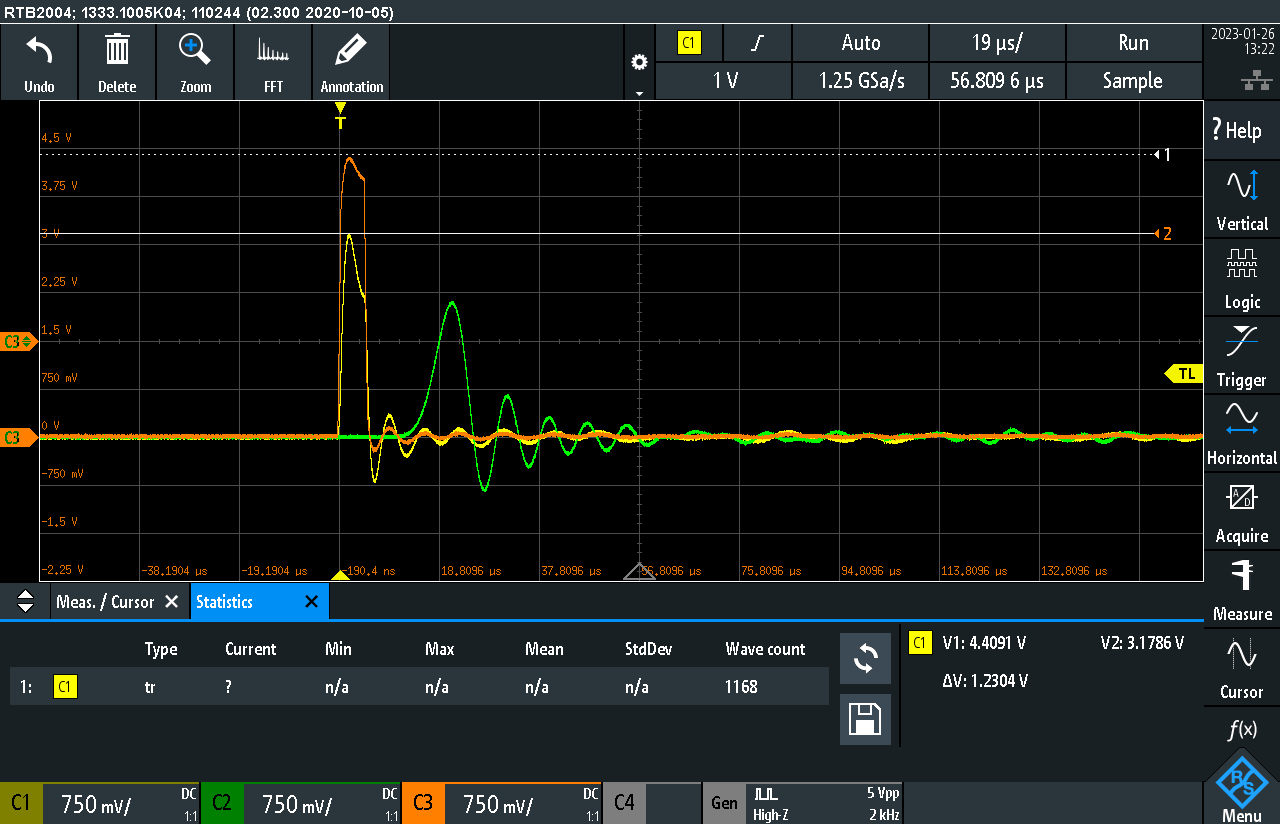 RTB2004; 1333.1005K04; 110244 (02.300 2020-10-05)
Undo
Delete
Zoom
FFT
Annotation
C1
Auto
19 µs/
Run
1 V
1.25 GSa/s
56.809 6 µs
Sample
2023-01-26
13:22
? Help
Vertical
Logic
Trigger
Horizontal
Acquire
A/D
Measure
Cursor
f(x)
R&S
Menu
T
4.5 V
1
3.75 V
3 V
2
2.25 V
1.5 V
C3
750 mV
TL
0 V
C3
-750 mV
-1.5 V
-2.25 V
-38.1904 µs
-19.1904 µs
-190.4 ns
18.8096 µs
37.8096 µs
56.8096 µs
75.8096 µs
94.8096 µs
113.8096 µs
132.8096 µs
Meas. / Cursor
Statistics
Type Current Min Max Mean StdDev Wave count
1: C1 tr ? n/a n/a n/a n/a 1168
C1 V1: 4.4091 V V2: 3.1786 V
ΔV: 1.2304 V
C1 750 mV/ DC 1:1
C2 750 mV/ DC 1:1
C3 750 mV/ DC 1:1
C4
Gen High-Z 5 Vpp 2 kHz